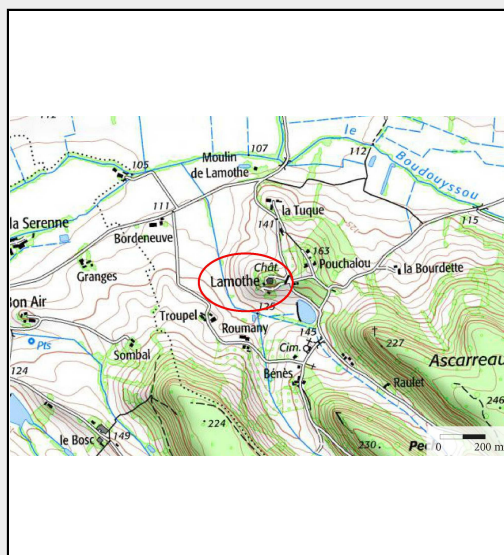 le
Boudouyssou
107
112
Moulin
de Lamothe
105
111
115
la Tuque
la Serenne
141
Bordeneuve
163
Pouchalou
Granges
Chât.
la Bourdette
Lamothe
125
Bon Air
Troupel
Roumany
145
Pts
Cim.
227
Sombal
Ascarreau
124
Bénès
Raulet
246
224
149
le Bosc
230
Pec
0 200 m